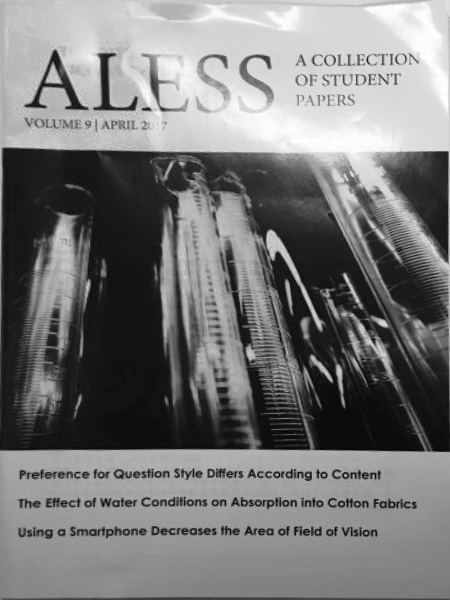 ALESS
A COLLECTION
OF STUDENT
PAPERS
VOLUME 9 | APRIL 2017
Preference for Question Style Differs According to Content
The Effect of Water Conditions on Absorption into Cotton Fabrics
Using a Smartphone Decreases the Area of Field of Vision